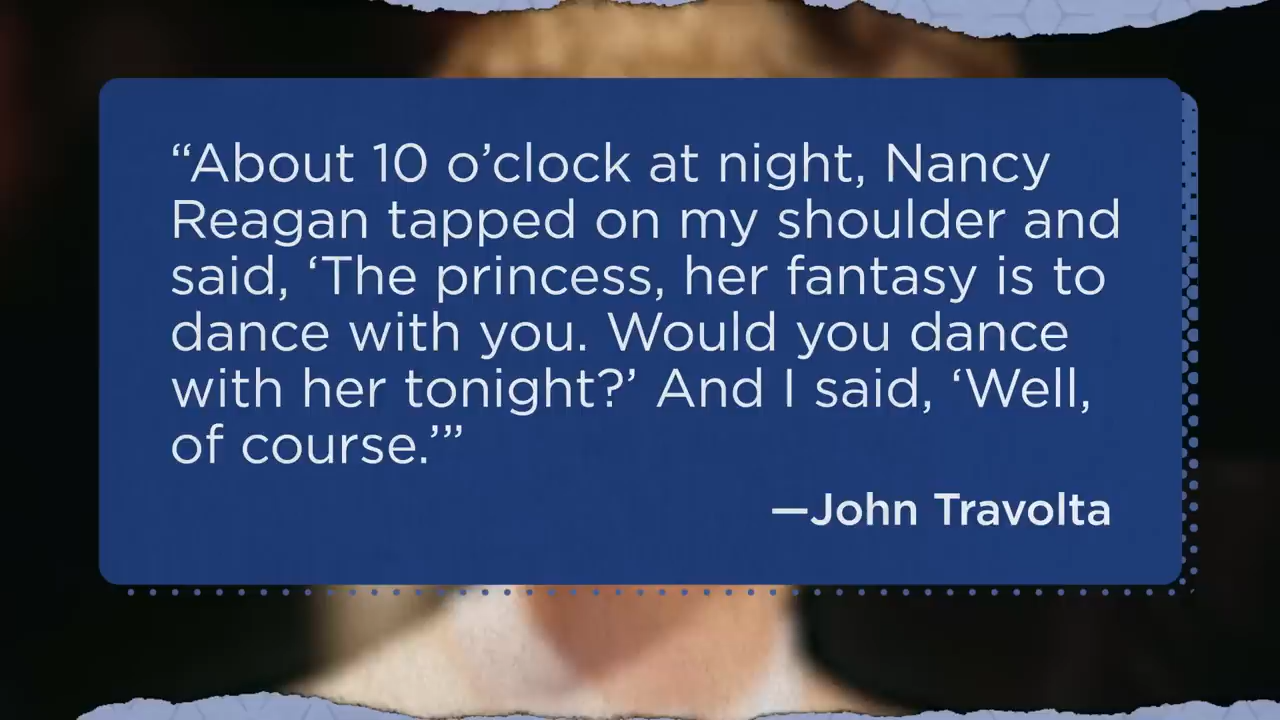 “About 10 o’clock at night, Nancy
Reagan tapped on my shoulder and
said, ‘The princess, her fantasy is to
dance with you. Would you dance
with her tonight?’ And I said, ‘Well,
of course.’”
—John Travolta